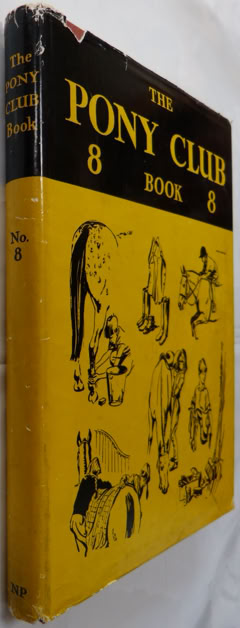 The
PONY
CLUB
Book
No.
8
NP
THE
PONY CLUB
8 BOOK 8